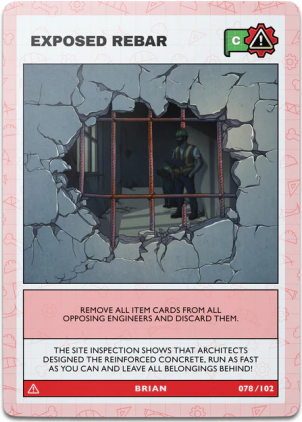 EXPOSED REBAR
C
REMOVE ALL ITEM CARDS FROM ALL
OPPOSING ENGINEERS AND DISCARD THEM.
THE SITE INSPECTION SHOWS THAT ARCHITECTS
DESIGNED THE REINFORCED CONCRETE, RUN AS FAST
AS YOU CAN AND LEAVE ALL BELONGINGS BEHIND!
BRIAN
078/102